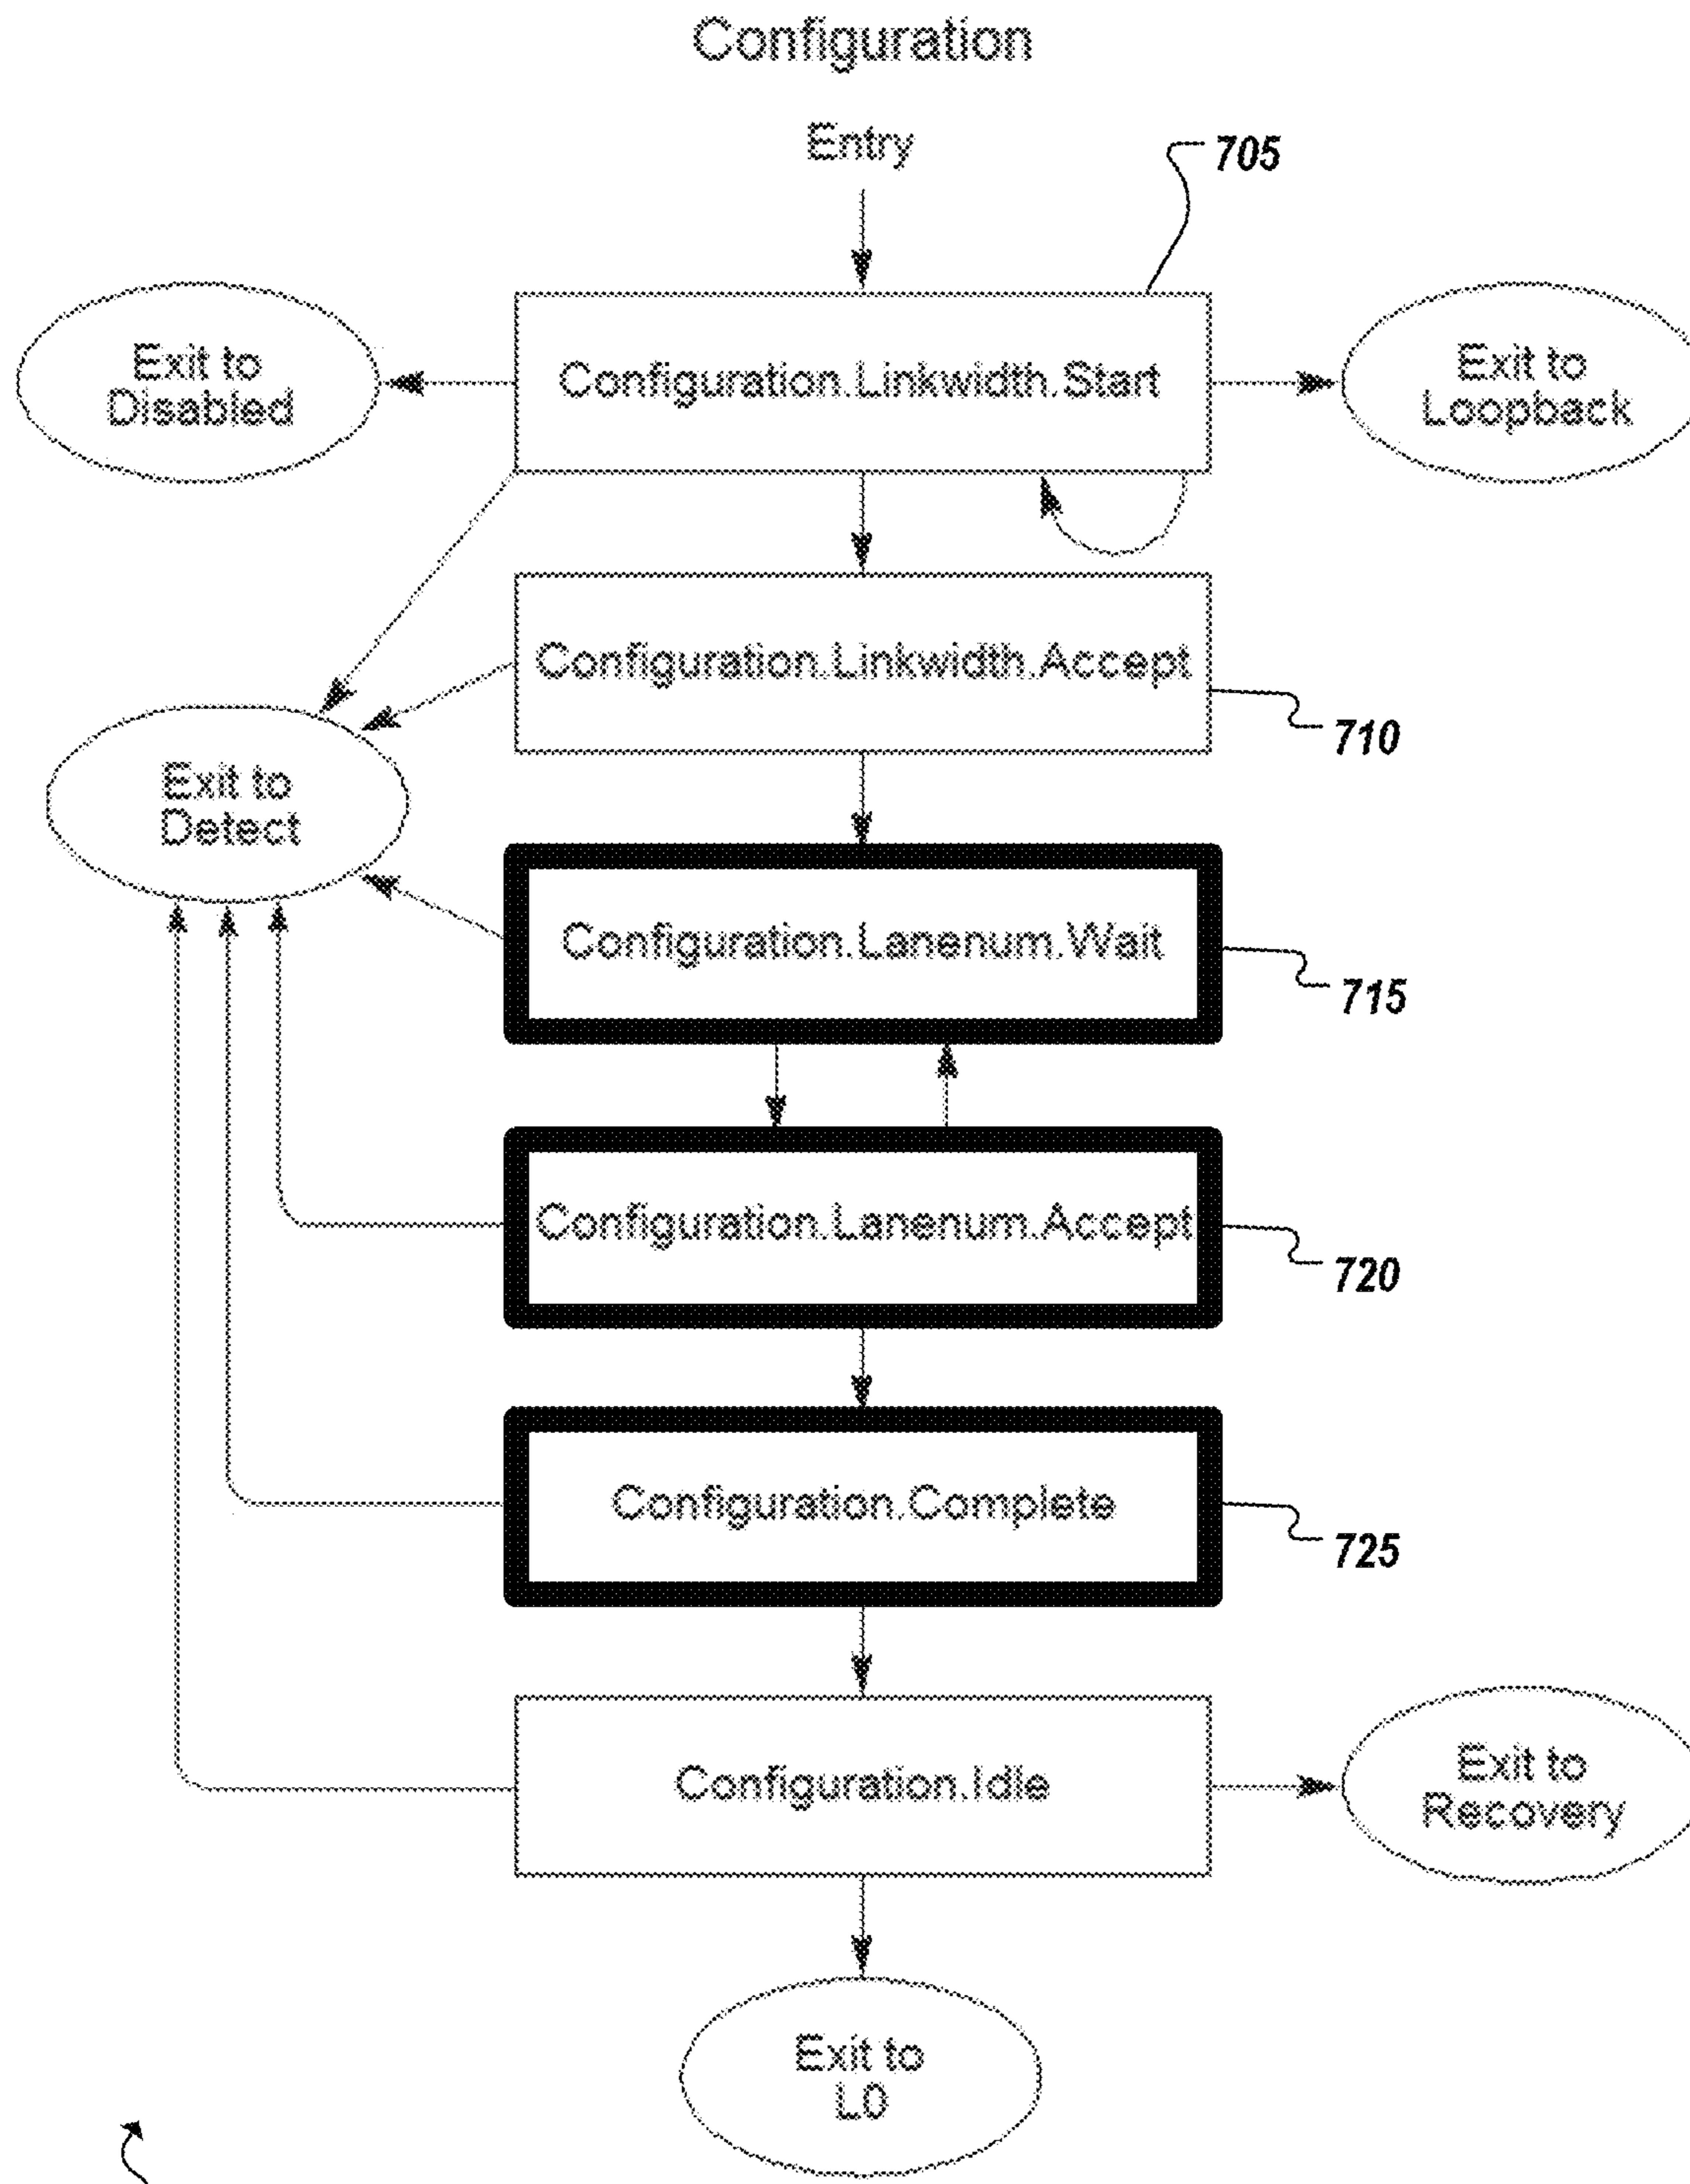 Configuration
Entry
705
Exit to
Disabled
Configuration.Linkwidth.Start
Exit to
Loopback
Configuration.Linkwidth.Accept
710
Exit to
Detect
Configuration.Lanenum.Wait
715
Configuration.Lanenum.Accept
720
Configuration.Complete
725
Configuration.Idle
Exit to
Recovery
Exit to
L0